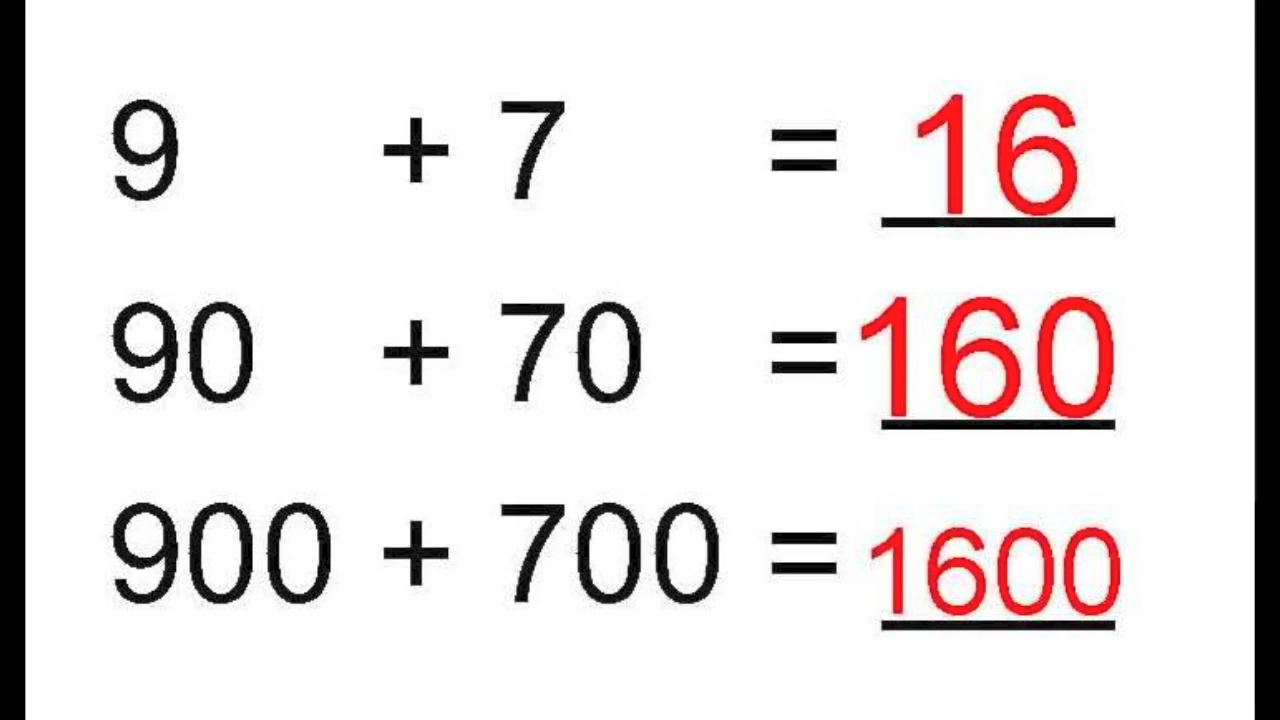 9 + 7 = 16
90 + 70 = 160
900 + 700 = 1600